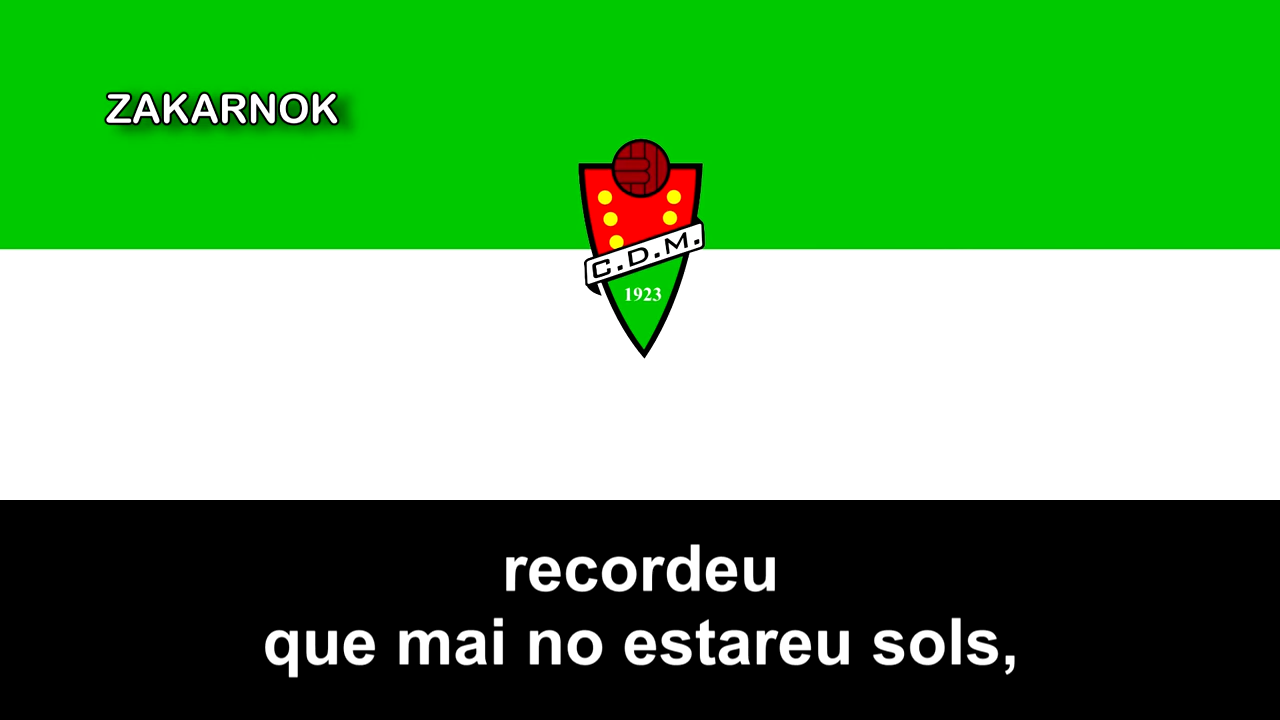 ZAKARNOK
C.D.M.
1923
recordeu
que mai no estareu sols,